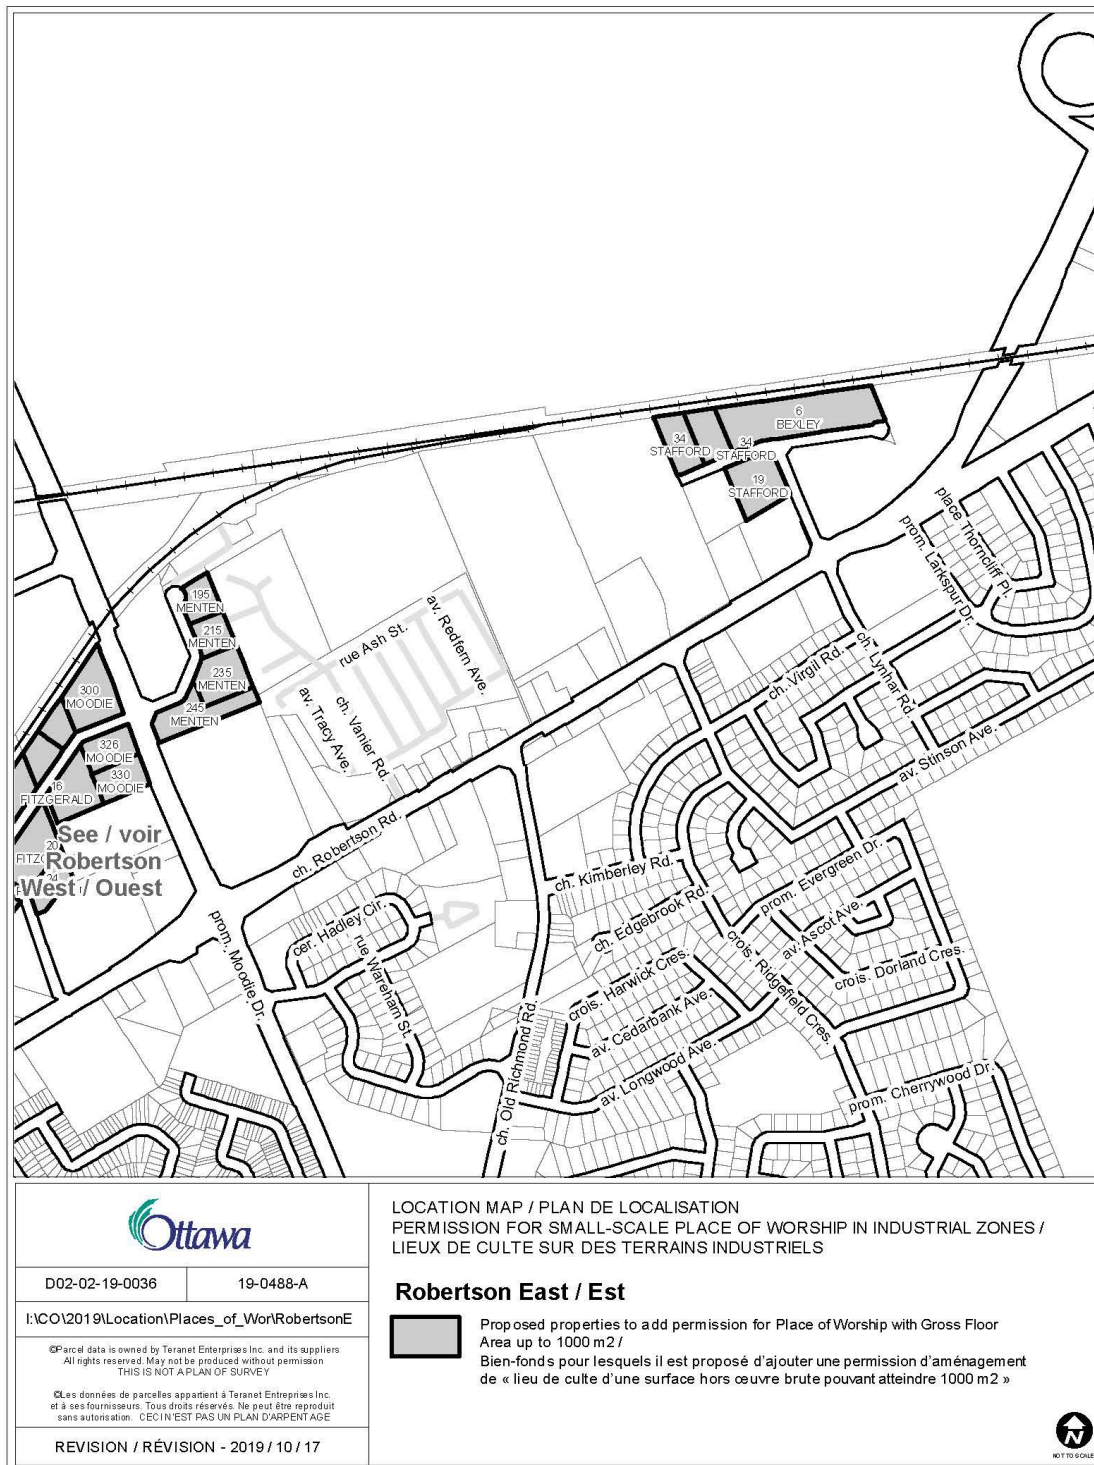 6
BEXLEY
34
STAFFORD
34
STAFFORD
19
STAFFORD
place Thorncliff Pl.
prom. Larkspur Dr.
195
MENTEN
215
MENTEN
235
MENTEN
245
MENTEN
rue Ash St.
av. Redfern Ave.
ch. Vanier Rd.
av. Tracy Ave.
ch. Virgil Rd.
ch. Lynhar Rd.
av. Stinson Ave.
300
MOODIE
326
MOODIE
330
MOODIE
16
FITZGERALD
20
24
See / voir
Robertson
West / Ouest
ch. Robertson Rd.
ch. Kimberley Rd.
prom. Evergreen Dr.
ch. Edgebrook Rd.
av. Ascot Ave.
cer. Hadley Cir.
rue Wareham St.
prom. Moodie Dr.
crois. Harwick Cres.
crois. Ridgefield Cres.
crois. Dorland Cres.
av. Cedarbank Ave.
av. Longwood Ave.
ch. Old Richmond Rd.
prom. Cherrywood Dr.
Ottawa
D02-02-19-0036
19-0488-A
I:\CO\2019\Location\Places_of_Wor\RobertsonE
©Parcel data is owned by Teranet Enterprises Inc. and its suppliers
All rights reserved. May not be produced without permission
THIS IS NOT A PLAN OF SURVEY
©Les données de parcelles appartient à Teranet Entreprises Inc.
et à ses fournisseurs. Tous droits réservés. Ne peut être reproduit
sans autorisation. CECI N'EST PAS UN PLAN D'ARPENTAGE
REVISION / RÉVISION - 2019 / 10 / 17
LOCATION MAP / PLAN DE LOCALISATION
PERMISSION FOR SMALL-SCALE PLACE OF WORSHIP IN INDUSTRIAL ZONES /
LIEUX DE CULTE SUR DES TERRAINS INDUSTRIELS
Robertson East / Est
Proposed properties to add permission for Place of Worship with Gross Floor
Area up to 1000 m2 /
Bien-fonds pour lesquels il est proposé d'ajouter une permission d'aménagement
de « lieu de culte d'une surface hors œuvre brute pouvant atteindre 1000 m2 »
N
NOT TO SCALE